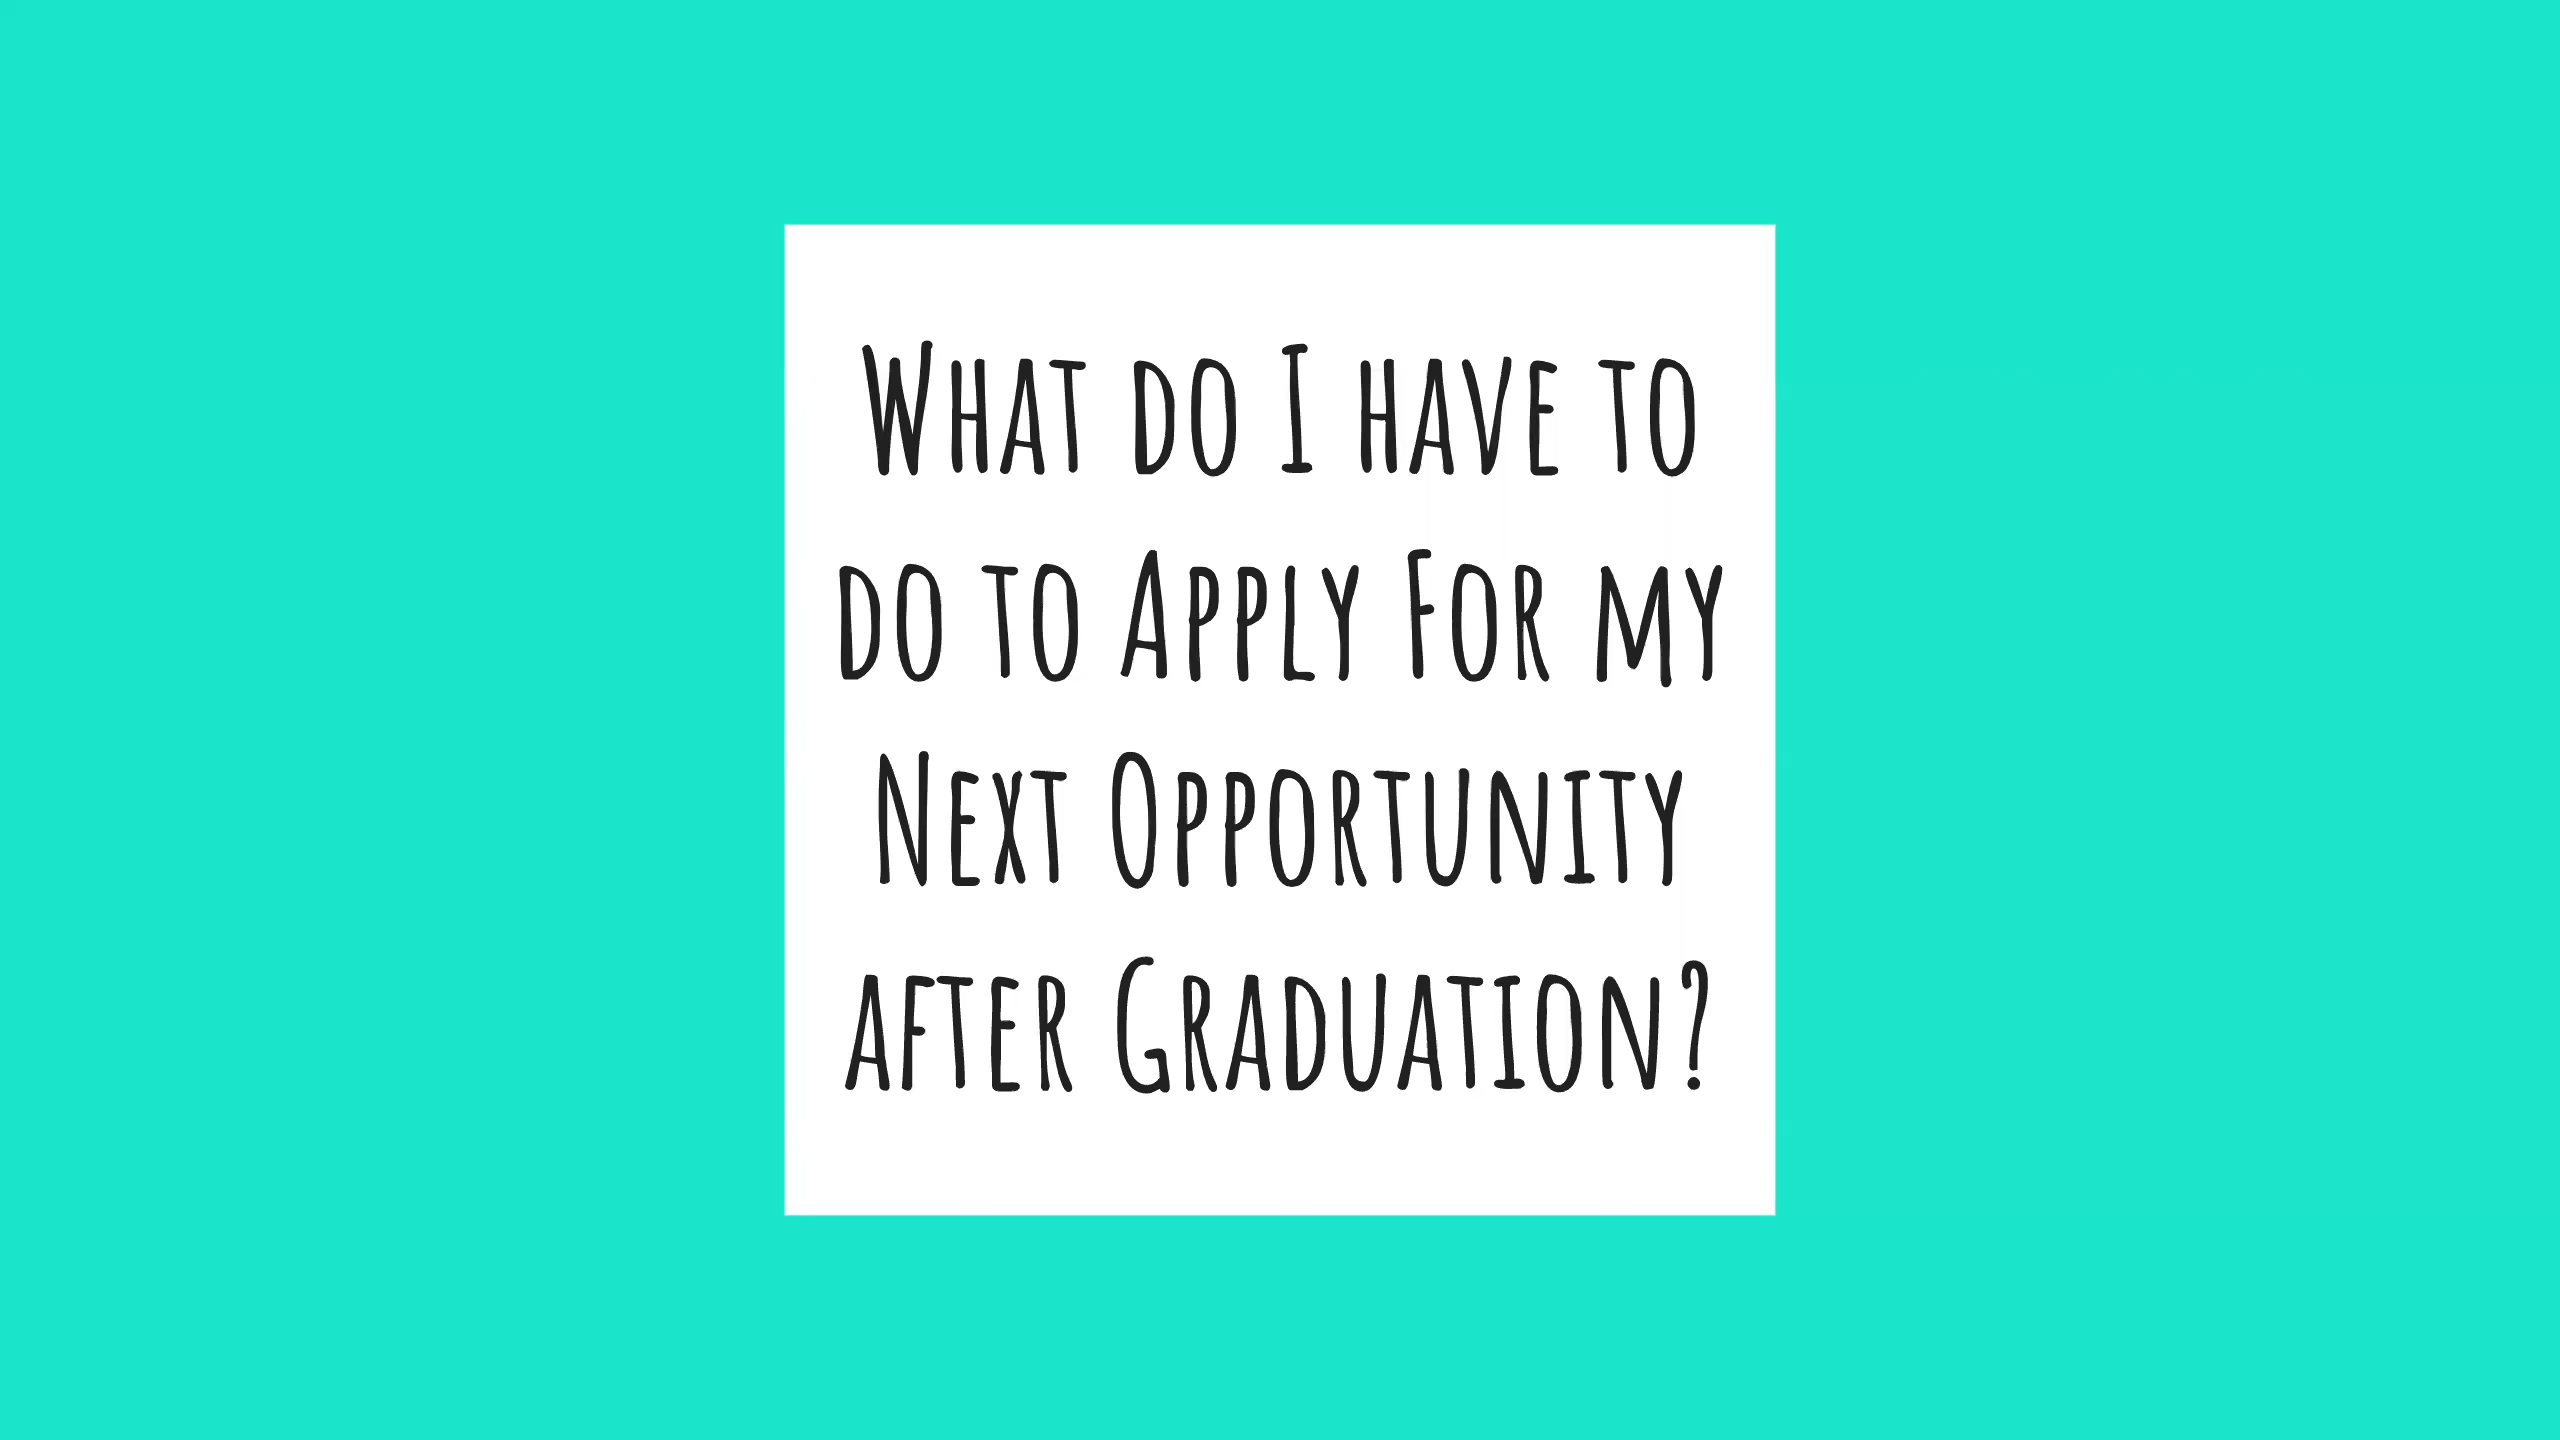 What do I have to
do to Apply For my
Next Opportunity
after Graduation?